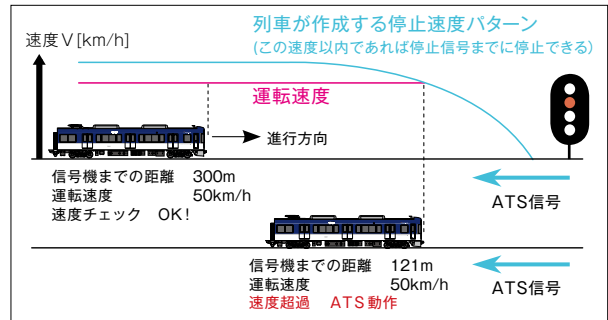 列車が作成する停止速度パターン
速度V[km/h]
(この速度以内であれば停止信号までに停止できる)
運転速度
進行方向
信号機までの距離 300m
運転速度 50km/h
速度チェック OK!
ATS信号
信号機までの距離 121m
運転速度 50km/h
速度超過 ATS動作
ATS信号